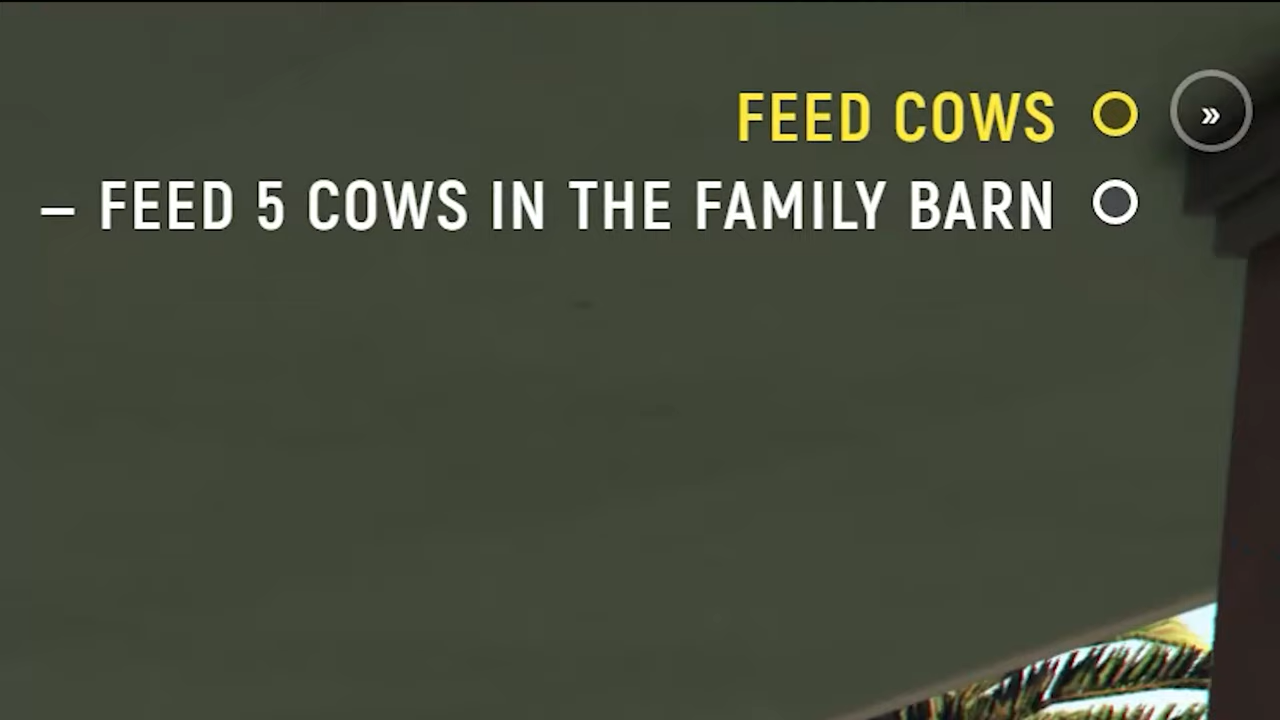 FEED COWS »
– FEED 5 COWS IN THE FAMILY BARN